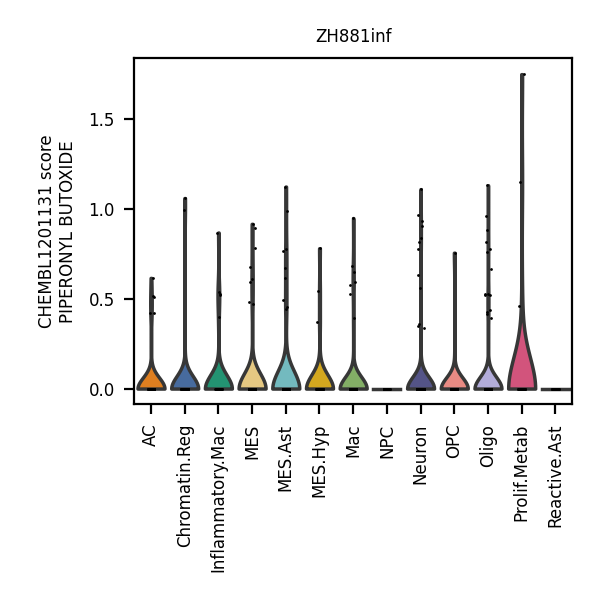 ZH881inf
CHEMBL1201131 score
PIPERONYL BUTOXIDE
1.5
1.0
0.5
0.0
AC
Chromatin.Reg
Inflammatory.Mac
MES
MES.Ast
MES.Hyp
Mac
NPC
Neuron
OPC
Oligo
Prolif.Metab
Reactive.Ast